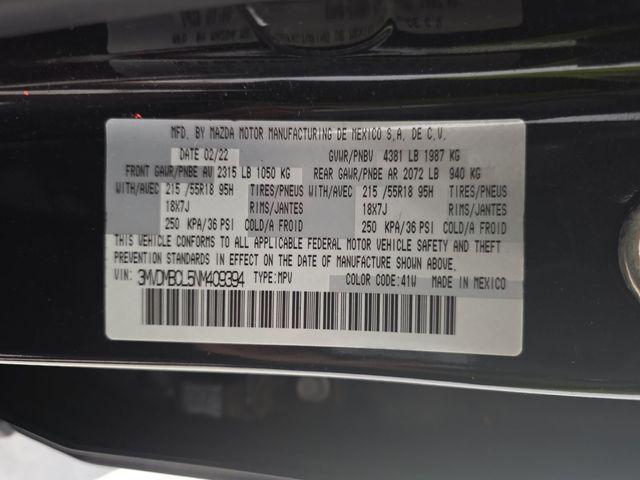 MFD. BY MAZDA MOTOR MANUFACTURING DE MEXICO S.A. DE C.V.
DATE 02/22 GVWR/PNBV 4381 LB 1987 KG
FRONT GAWR/PNBE AV 2315 LB 1050 KG REAR GAWR/PNBE AR 2072 LB 940 KG
WITH/AVEC 215 /55R18 95H TIRES/PNEUS WITH/AVEC 215 /55R18 95H TIRES/PNEUS
18X7J RIMS/JANTES 18X7J RIMS/JANTES
250 KPA/36 PSI COLD/A FROID 250 KPA/36 PSI COLD/A FROID
THIS VEHICLE CONFORMS TO ALL APPLICABLE FEDERAL MOTOR VEHICLE SAFETY AND THEFT
PREVENTION STANDARDS IN EFFECT ON THE DATE OF MANUFACTURE SHOWN ABOVE.
VIN: 3MVDMBCL5NM409394 TYPE:MPV COLOR CODE:41W MADE IN MEXICO